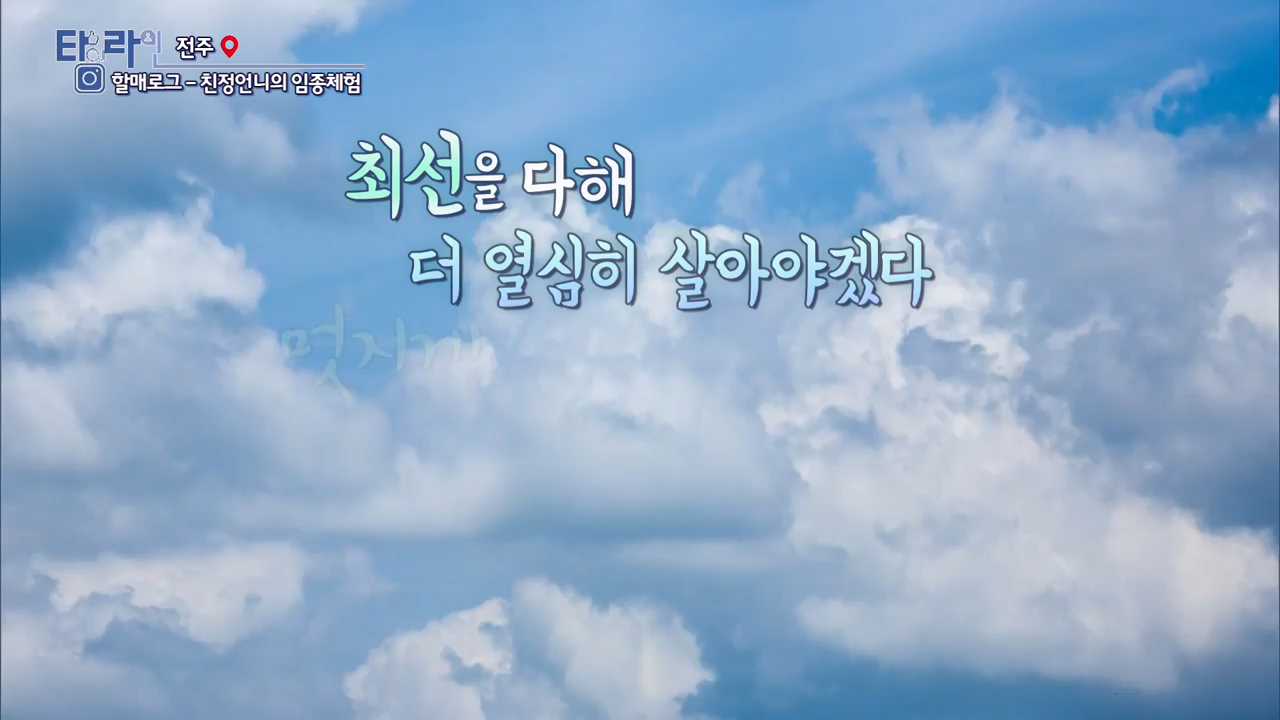 탐라인 전주
할매로그 – 친정언니의 임종체험
최선을 다해
더 열심히 살아야겠다
멋지게